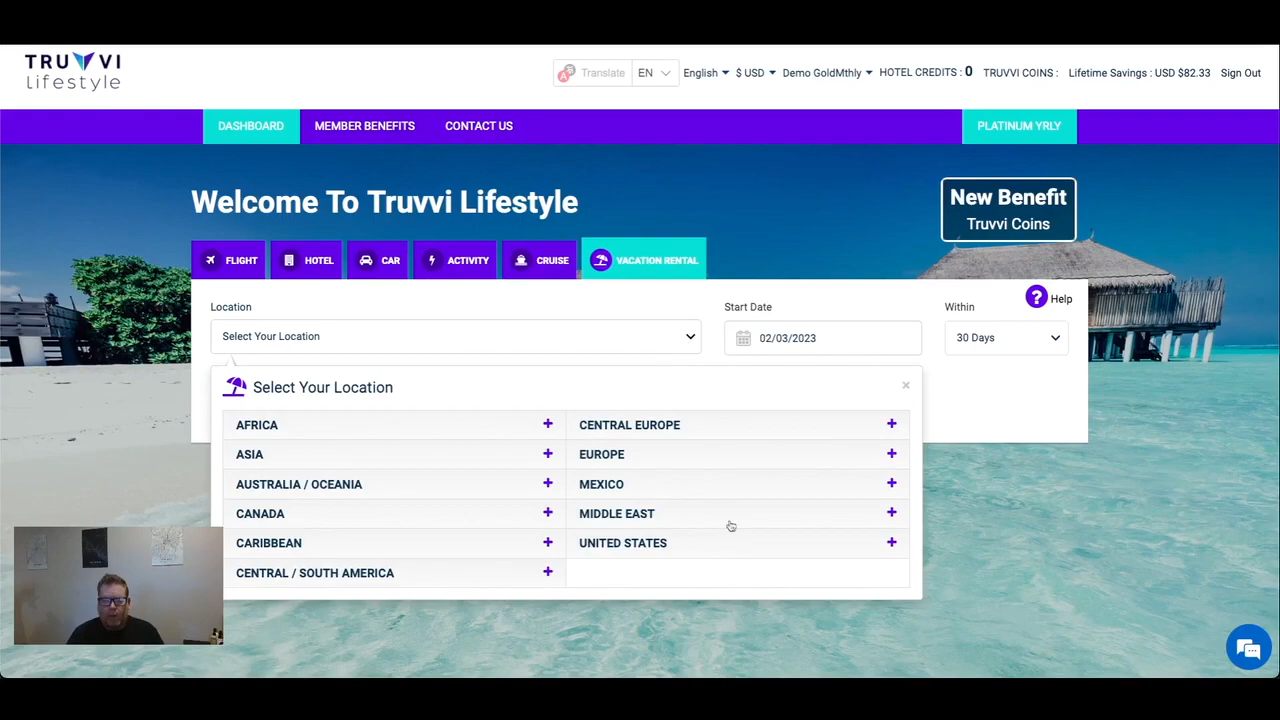 TRUVVI
Lifestyle
Translate EN English $ USD Demo GoldMthly HOTEL CREDITS : 0 TRUVVI COINS : Lifetime Savings : USD $82.33 Sign Out
DASHBOARD MEMBER BENEFITS CONTACT US PLATINUM YRLY
Welcome To Truvvi Lifestyle
New Benefit
Truvvi Coins
FLIGHT HOTEL CAR ACTIVITY CRUISE VACATION RENTAL
? Help
Location Start Date Within
Select Your Location 02/03/2023 30 Days
Select Your Location ×
AFRICA + CENTRAL EUROPE +
ASIA + EUROPE +
AUSTRALIA / OCEANIA + MEXICO +
CANADA + MIDDLE EAST +
CARIBBEAN + UNITED STATES +
CENTRAL / SOUTH AMERICA +